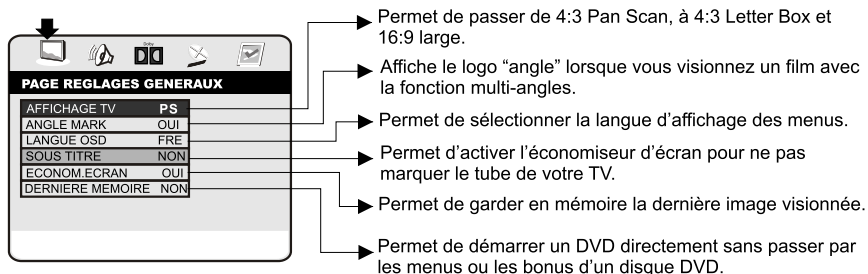 Dolby
PAGE REGLAGES GENERAUX
AFFICHAGE TV PS
ANGLE MARK OUI
LANGUE OSD FRE
SOUS TITRE NON
ECONOM.ECRAN OUI
DERNIERE MEMOIRE NON
Permet de passer de 4:3 Pan Scan, à 4:3 Letter Box et
16:9 large.
Affiche le logo “angle” lorsque vous visionnez un film avec
la fonction multi-angles.
Permet de sélectionner la langue d’affichage des menus.
Permet d’activer l’économiseur d’écran pour ne pas
marquer le tube de votre TV.
Permet de garder en mémoire la dernière image visionnée.
Permet de démarrer un DVD directement sans passer par
les menus ou les bonus d’un disque DVD.